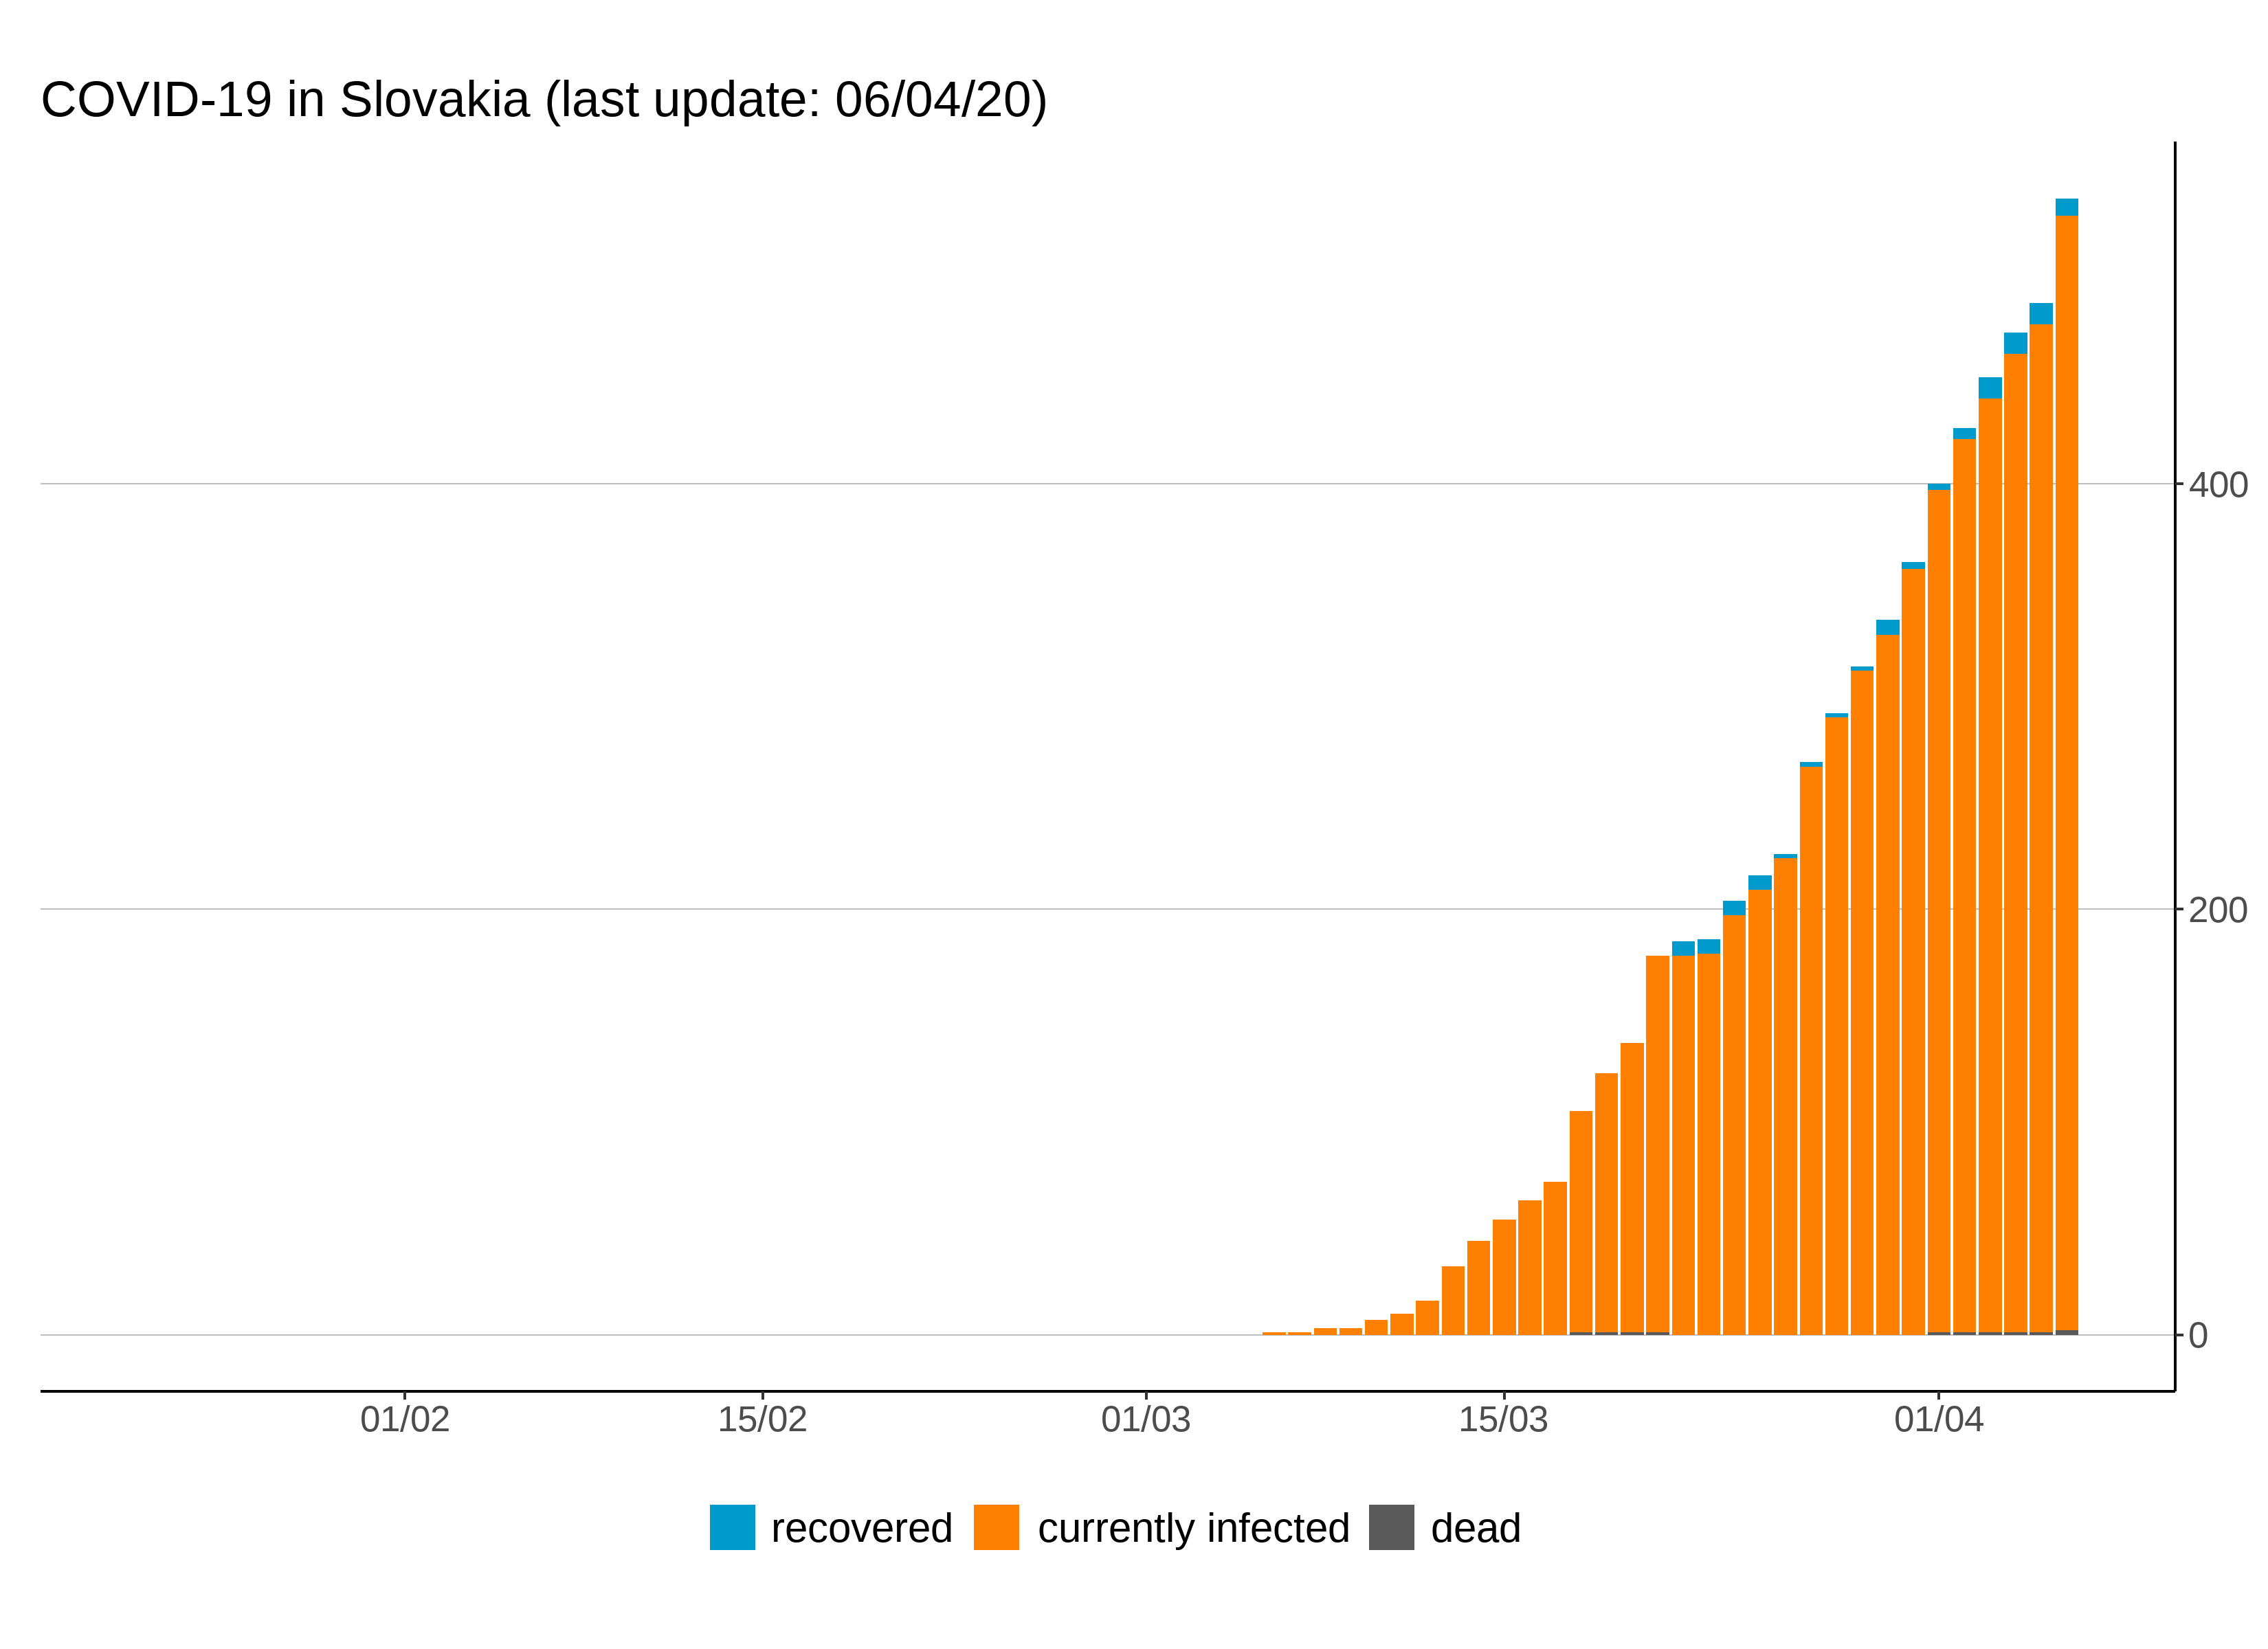 COVID-19 in Slovakia (last update: 06/04/20)
400
200
0
01/02 15/02 01/03 15/03 01/04
recovered currently infected dead